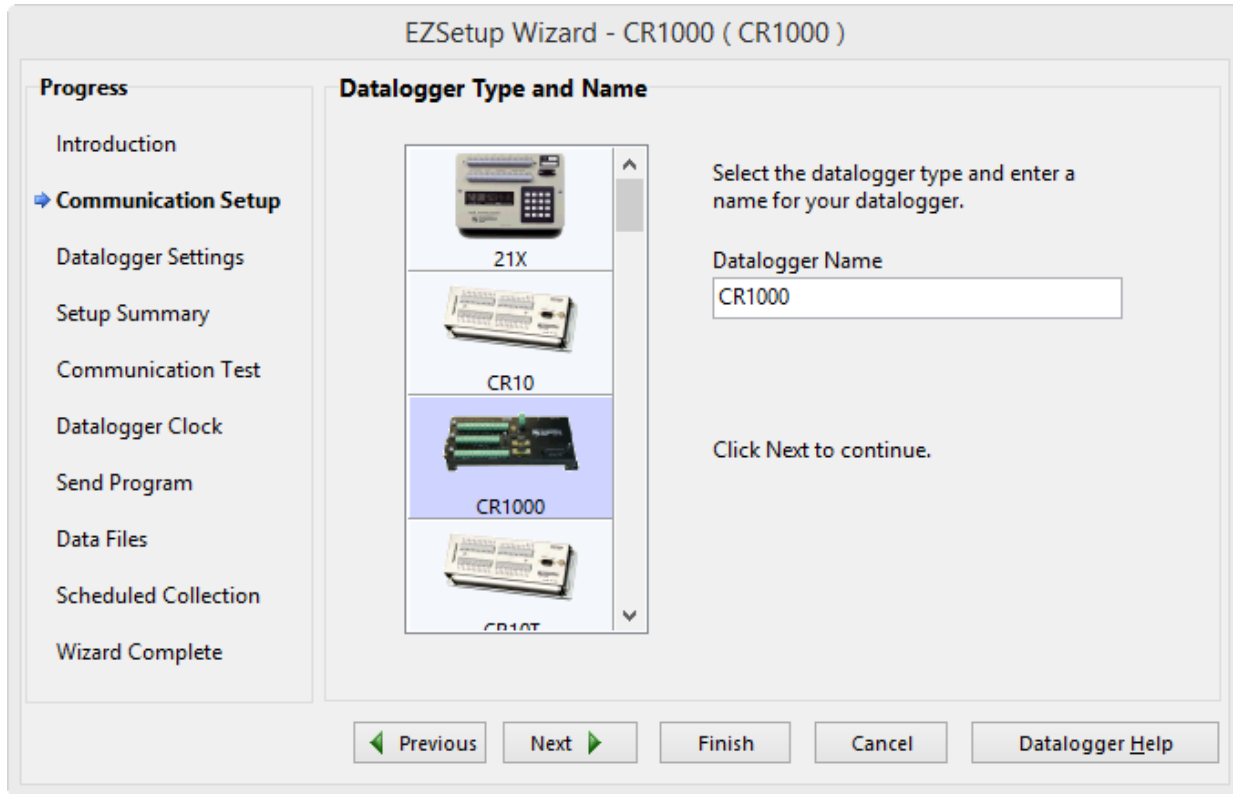 EZSetup Wizard - CR1000 ( CR1000 )
Progress
Introduction
Communication Setup
Datalogger Settings
Setup Summary
Communication Test
Datalogger Clock
Send Program
Data Files
Scheduled Collection
Wizard Complete
Datalogger Type and Name
21X
CR10
CR1000
CR10T
Select the datalogger type and enter a
name for your datalogger.
Datalogger Name
CR1000
Click Next to continue.
Previous
Next
Finish
Cancel
Datalogger Help